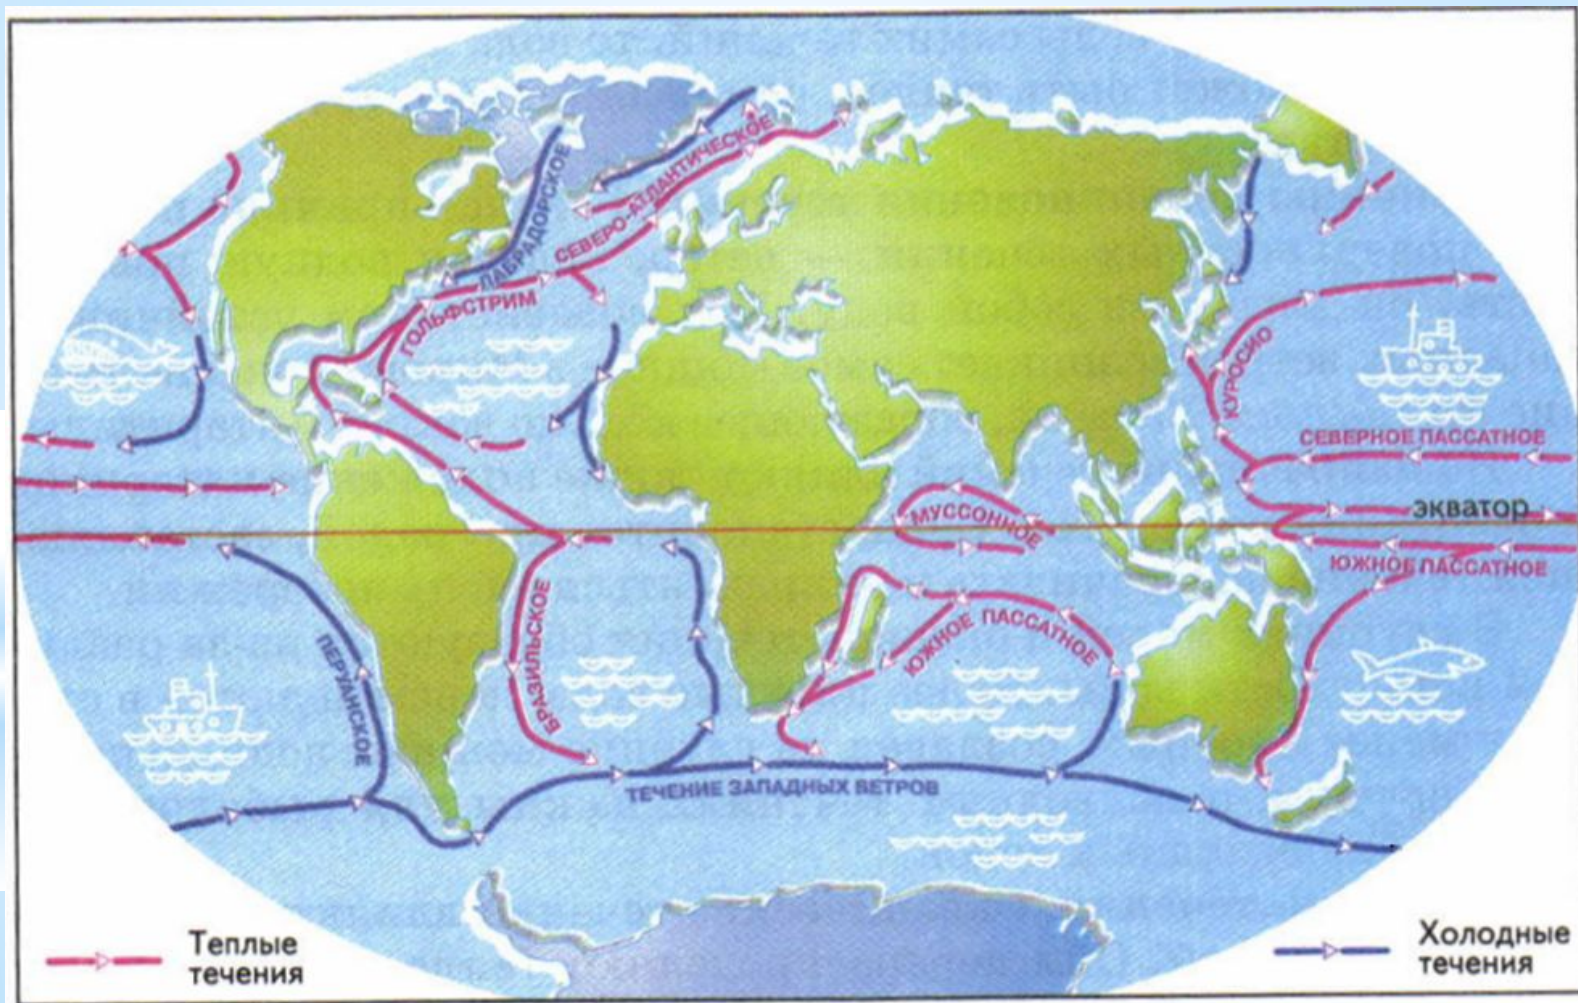 ЛАБРАДОРСКОЕ
СЕВЕРО-АТЛАНТИЧЕСКОЕ
ГОЛЬФСТРИМ
КУРОСИО
СЕВЕРНОЕ ПАССАТНОЕ
экватор
МУССОННОЕ
ЮЖНОЕ ПАССАТНОЕ
ЮЖНОЕ ПАССАТНОЕ
БРАЗИЛЬСКОЕ
ПЕРУАНСКОЕ
ТЕЧЕНИЕ ЗАПАДНЫХ ВЕТРОВ
Теплые
течения
Холодные
течения